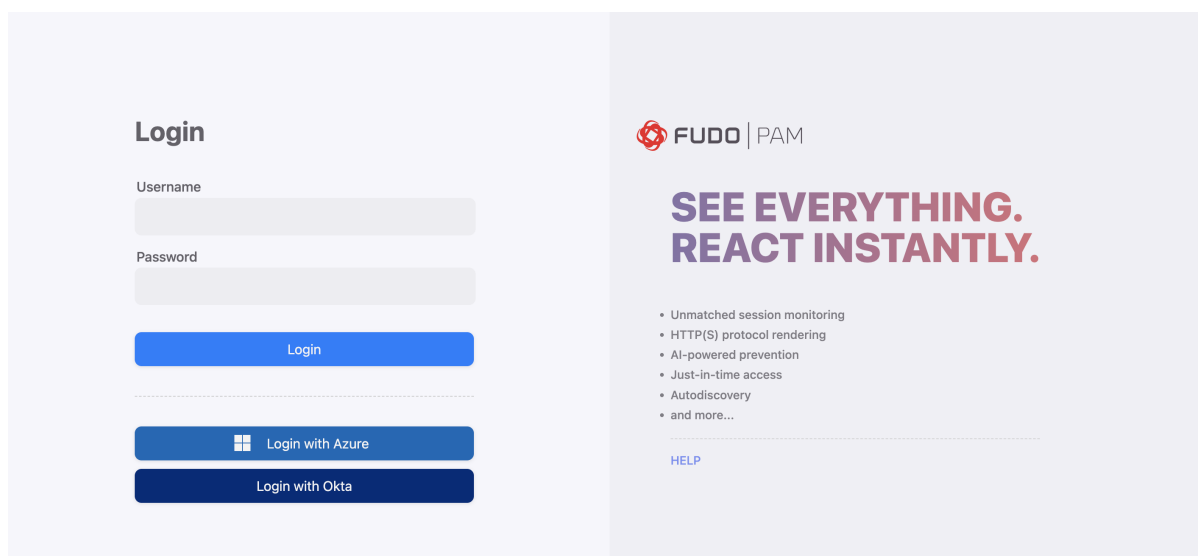 Login
Username
Password
Login
Login with Azure
Login with Okta
FUDO | PAM
SEE EVERYTHING.
REACT INSTANTLY.
• Unmatched session monitoring
• HTTP(S) protocol rendering
• AI-powered prevention
• Just-in-time access
• Autodiscovery
• and more...
HELP